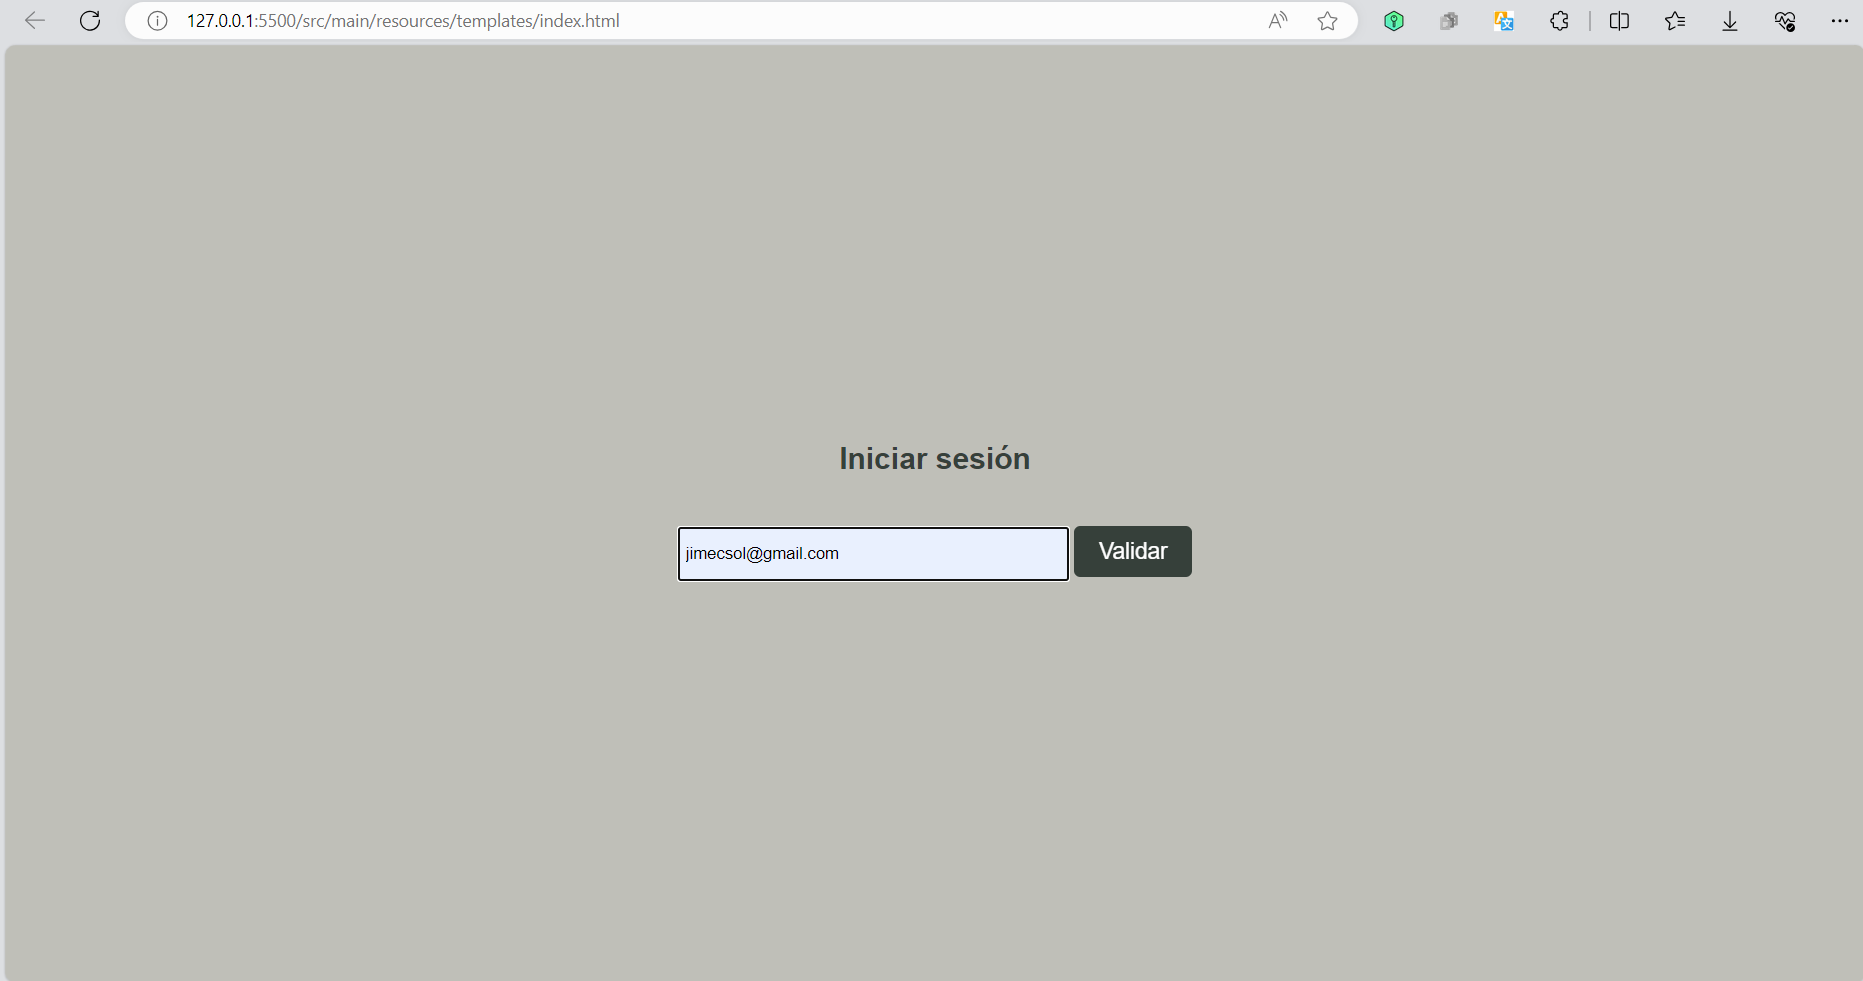 127.0.0.1:5500/src/main/resources/templates/index.html
Iniciar sesión
jimecsol@gmail.com
Validar